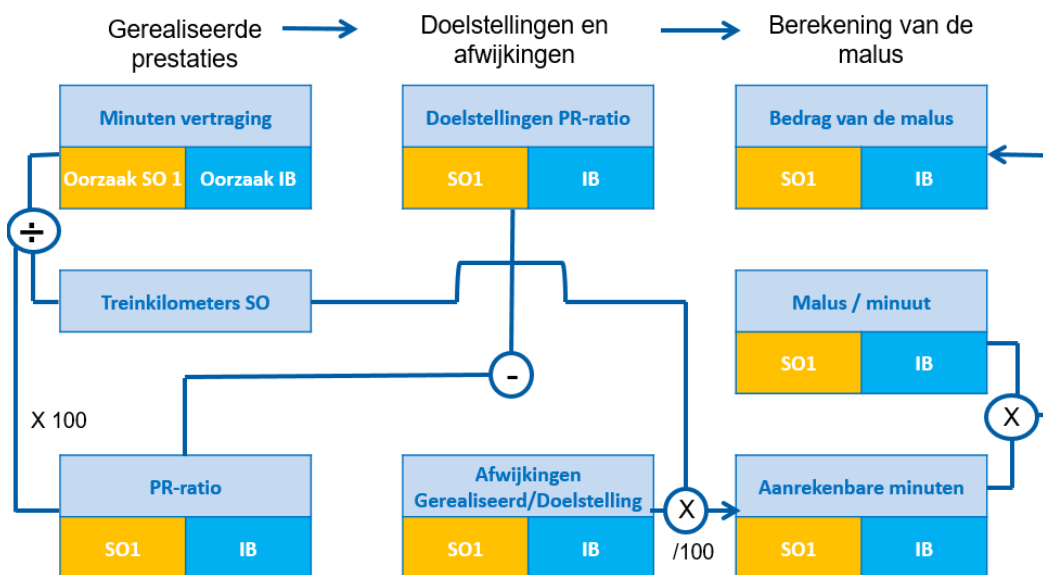 Gerealiseerde
prestaties
Doelstellingen en
afwijkingen
Berekening van de
malus
Minuten vertraging
Oorzaak SO 1
Oorzaak IB
Doelstellingen PR-ratio
SO1
IB
Bedrag van de malus
SO1
IB
÷
Treinkilometers SO
Malus / minuut
SO1
IB
-
X
X 100
PR-ratio
SO1
IB
Afwijkingen
Gerealiseerd/Doelstelling
SO1
IB
X
/100
Aanrekenbare minuten
SO1
IB